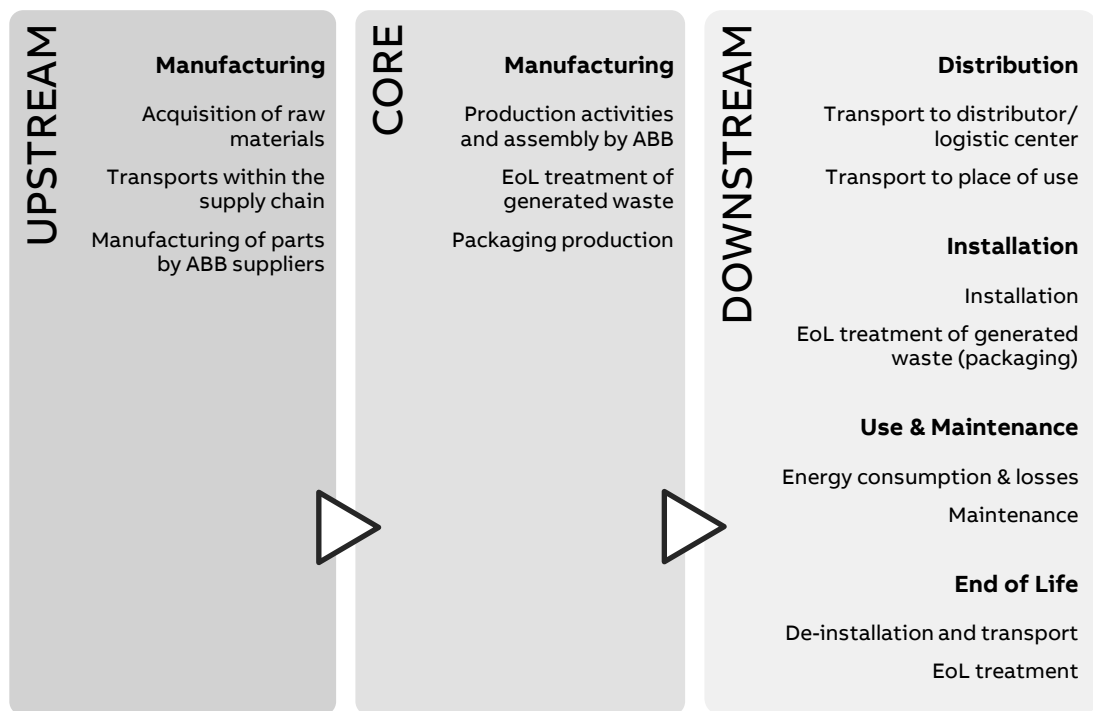 UPSTREAM
Manufacturing
Acquisition of raw
materials
Transports within the
supply chain
Manufacturing of parts
by ABB suppliers
CORE
Manufacturing
Production activities
and assembly by ABB
EoL treatment of
generated waste
Packaging production
DOWNSTREAM
Distribution
Transport to distributor/
logistic center
Transport to place of use
Installation
Installation
EoL treatment of generated
waste (packaging)
Use & Maintenance
Energy consumption & losses
Maintenance
End of Life
De-installation and transport
EoL treatment